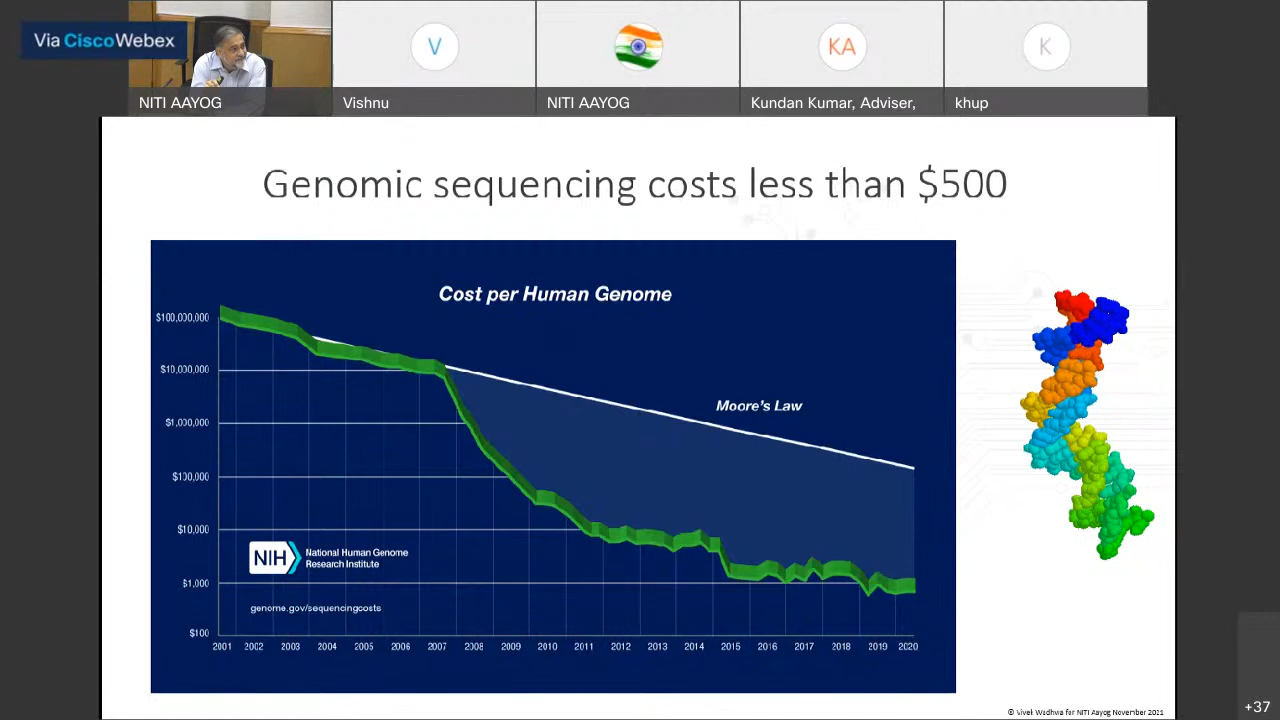 Via CiscoWebex
V
KA
K
NITI AAYOG
Vishnu
NITI AAYOG
Kundan Kumar, Adviser,
khup
Genomic sequencing costs less than $500
Cost per Human Genome
$100,000,000
$10,000,000
$1,000,000
$100,000
$10,000
$1,000
$100
Moore's Law
NIH
National Human Genome
Research Institute
genome.gov/sequencingcosts
2001 2002 2003 2004 2005 2006 2007 2008 2009 2010 2011 2012 2013 2014 2015 2016 2017 2018 2019 2020
+37
© Vivek Wadhwa for NITI Aayog November 2021